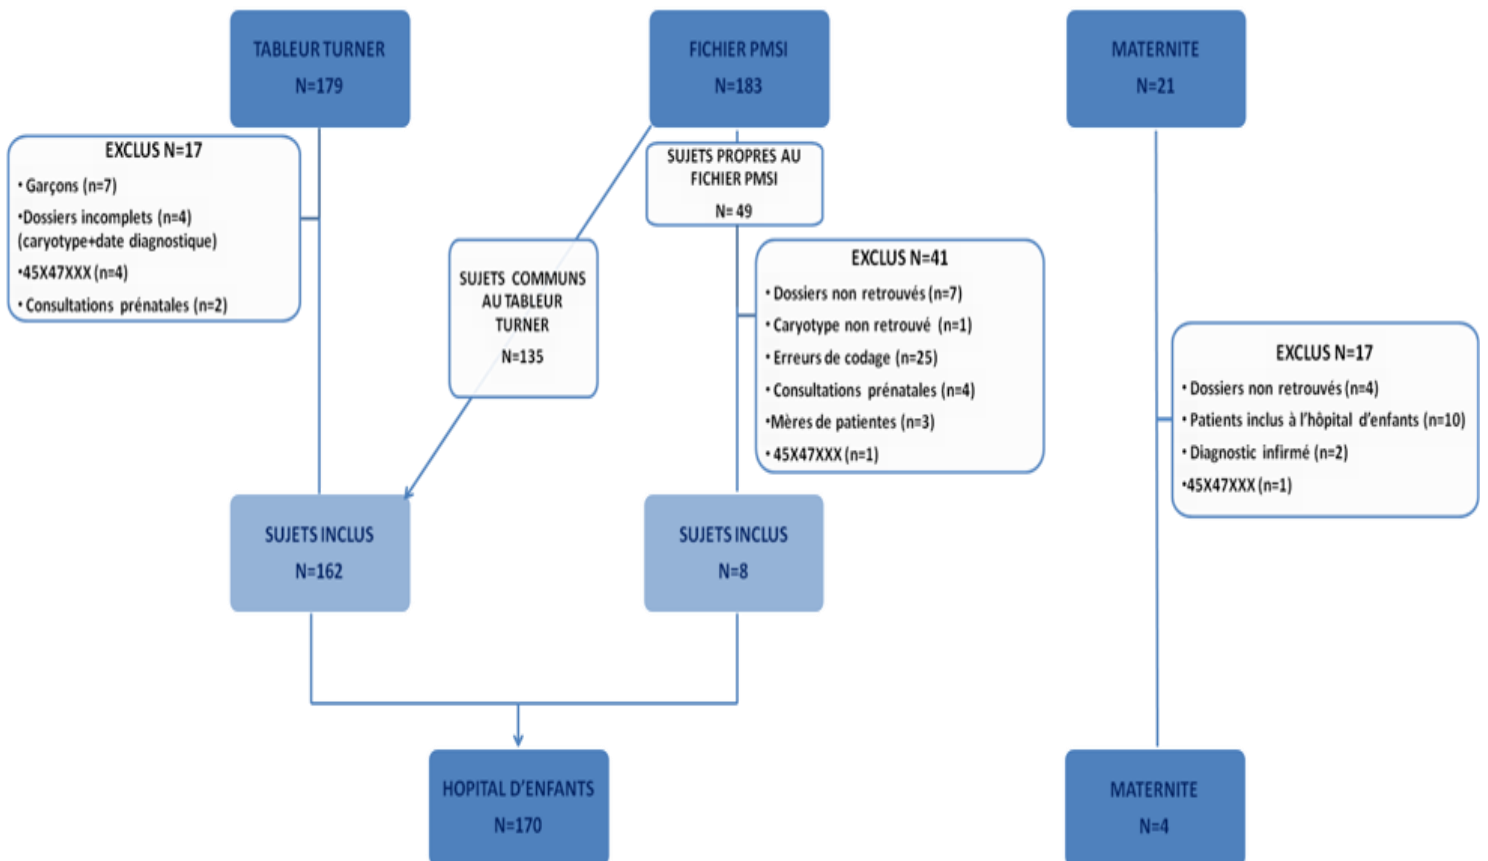 TABLEUR TURNER
N=179
FICHIER PMSI
N=183
MATERNITE
N=21
EXCLUS N=17
• Garçons (n=7)
•Dossiers incomplets (n=4)
(caryotype+date diagnostique)
•45X47XXX (n=4)
• Consultations prénatales (n=2)
SUJETS PROPRES AU
FICHIER PMSI
N= 49
SUJETS COMMUNS
AU TABLEUR
TURNER
N=135
EXCLUS N=41
• Dossiers non retrouvés (n=7)
• Caryotype non retrouvé (n=1)
• Erreurs de codage (n=25)
• Consultations prénatales (n=4)
•Mères de patientes (n=3)
• 45X47XXX (n=1)
EXCLUS N=17
• Dossiers non retrouvés (n=4)
• Patients inclus à l'hôpital d'enfants (n=10)
• Diagnostic infirmé (n=2)
•45X47XXX (n=1)
SUJETS INCLUS
N=162
SUJETS INCLUS
N=8
HOPITAL D'ENFANTS
N=170
MATERNITE
N=4